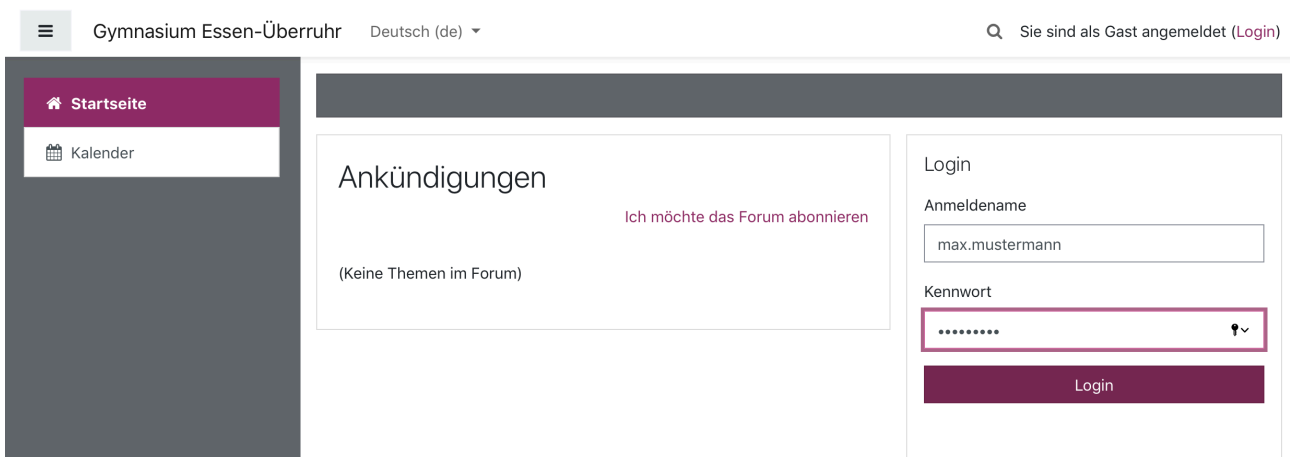 Gymnasium Essen-Überruhr
Deutsch (de)
Sie sind als Gast angemeldet (Login)
Startseite
Kalender
Ankündigungen
Ich möchte das Forum abonnieren
(Keine Themen im Forum)
Login
Anmeldename
max.mustermann
Kennwort
•••••••••
Login